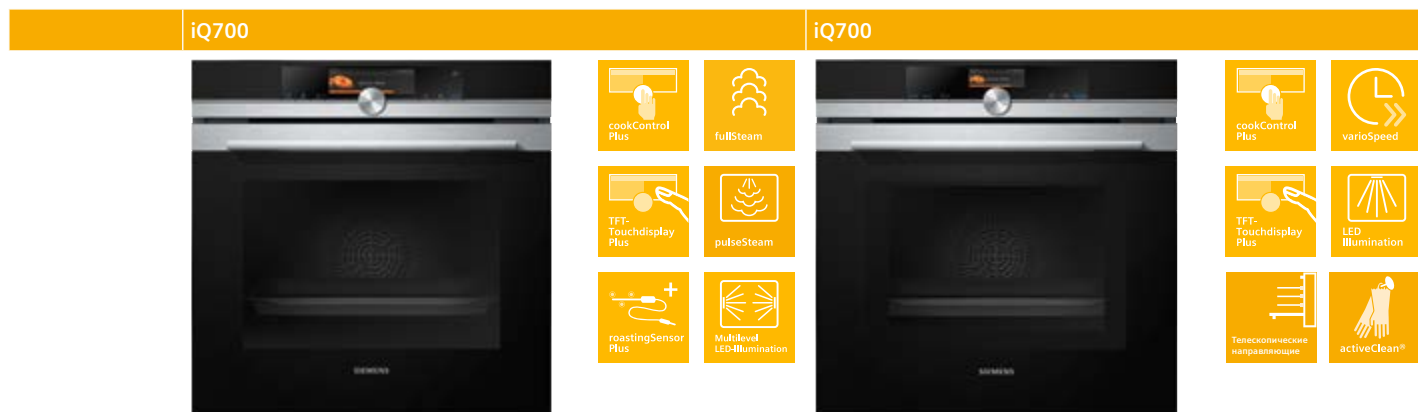 iQ700
iQ700
cookControl
Plus
fullSteam
TFT-
Touchdisplay
Plus
pulseSteam
roastingSensor
Plus
Multilevel
LED-Illumination
SIEMENS
cookControl
Plus
varioSpeed
TFT-
Touchdisplay
Plus
LED
Illumination
Телескопические
направляющие
activeClean®
SIEMENS